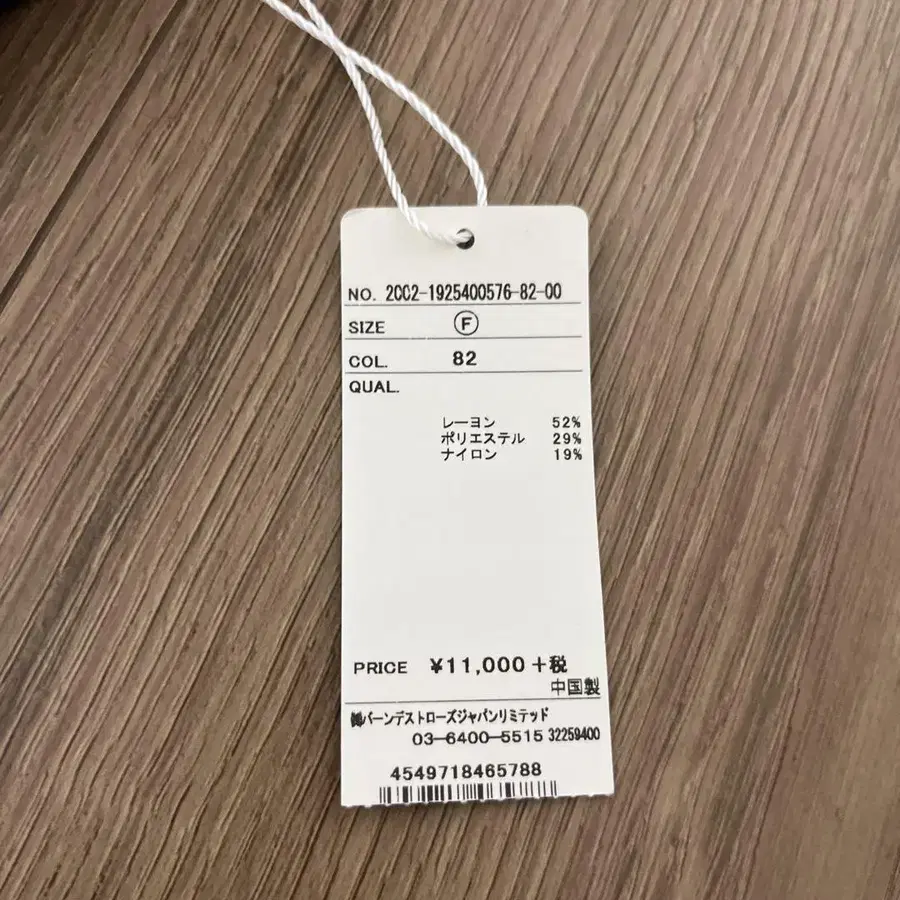 NO. 2002-1925400576-82-00
SIZE Ⓕ
COL. 82
QUAL.
レーヨン 52%
ポリエステル 29%
ナイロン 19%
PRICE ¥11,000+税
中国製
㈱バーンデストローズジャパンリミテッド
03-6400-5515 32259400
4549718465788